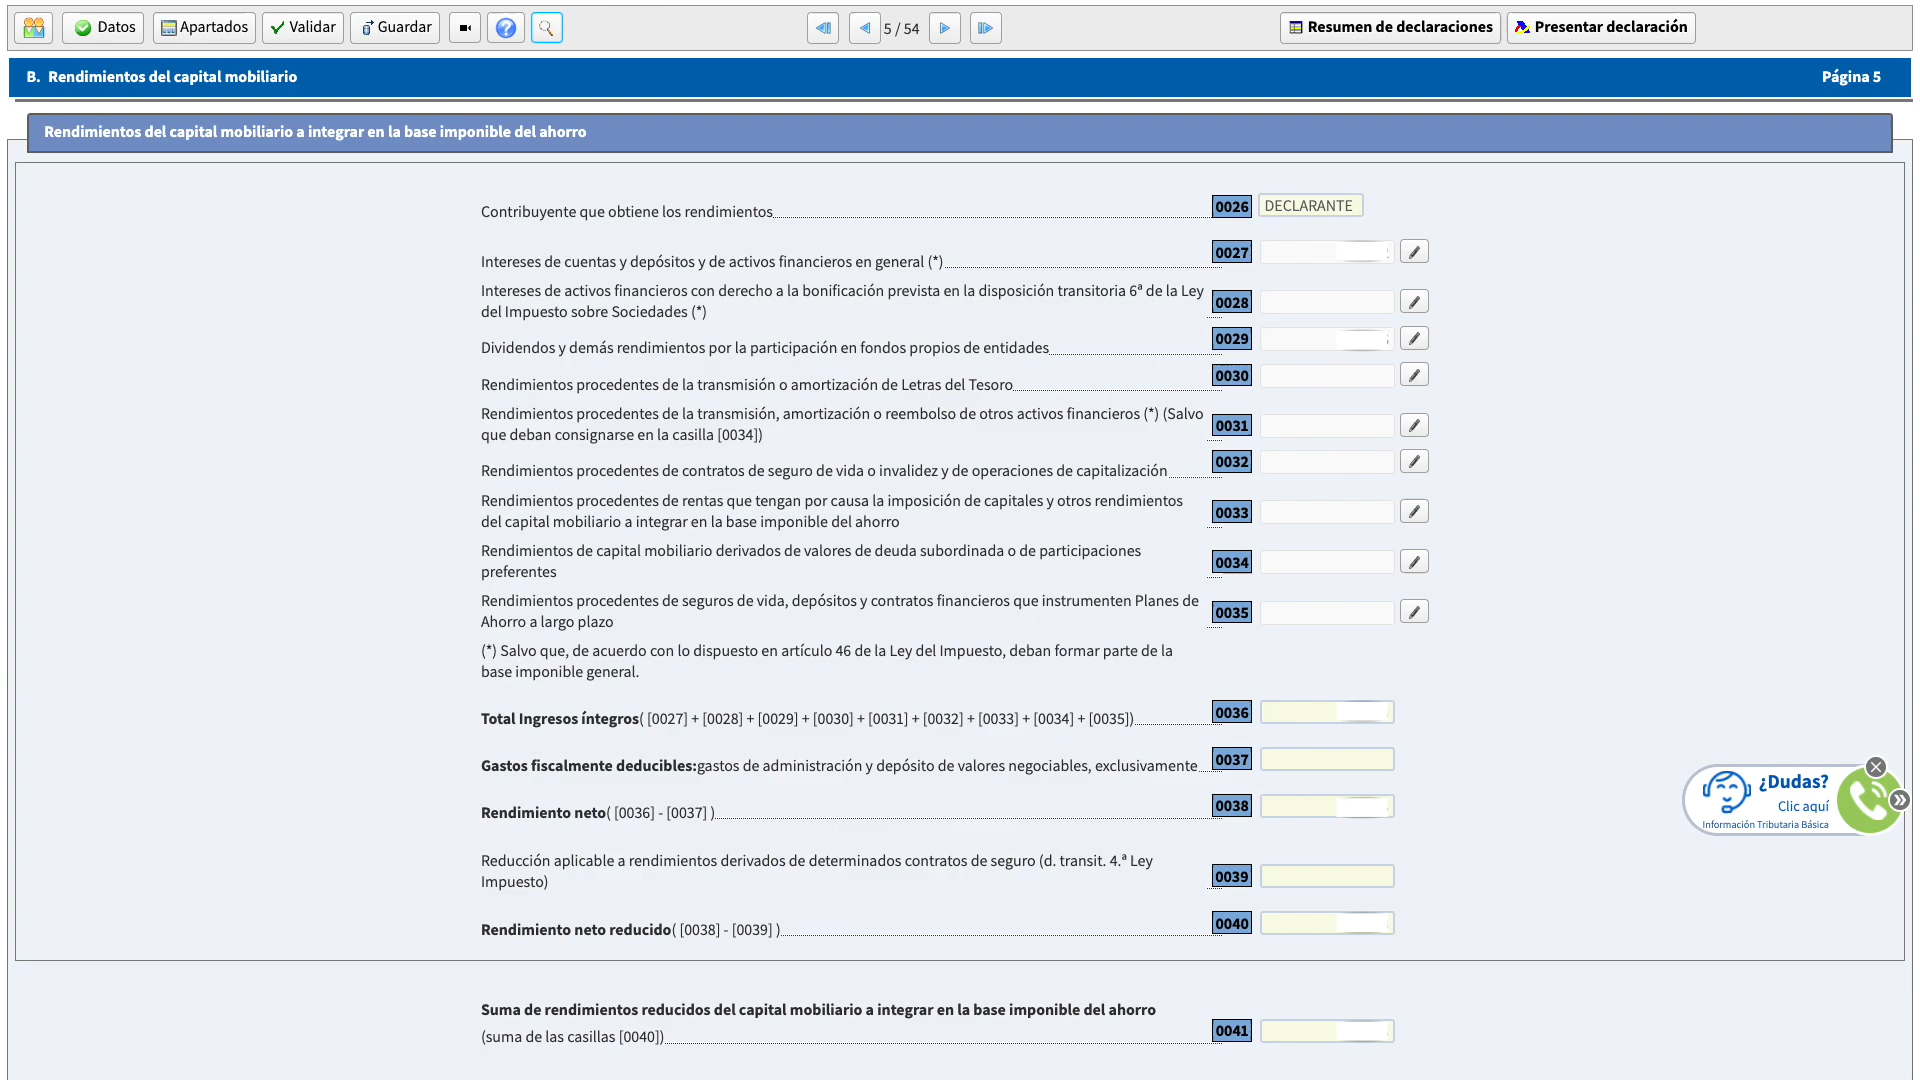 Datos
Apartados
Validar
Guardar
5 / 54
Resumen de declaraciones
Presentar declaración
B. Rendimientos del capital mobiliario
Página 5
Rendimientos del capital mobiliario a integrar en la base imponible del ahorro
Contribuyente que obtiene los rendimientos 0026 DECLARANTE
Intereses de cuentas y depósitos y de activos financieros en general (*) 0027
Intereses de activos financieros con derecho a la bonificación prevista en la disposición transitoria 6ª de la Ley
del Impuesto sobre Sociedades (*) 0028
Dividendos y demás rendimientos por la participación en fondos propios de entidades 0029
Rendimientos procedentes de la transmisión o amortización de Letras del Tesoro 0030
Rendimientos procedentes de la transmisión, amortización o reembolso de otros activos financieros (*) (Salvo
que deban consignarse en la casilla [0034]) 0031
Rendimientos procedentes de contratos de seguro de vida o invalidez y de operaciones de capitalización 0032
Rendimientos procedentes de rentas que tengan por causa la imposición de capitales y otros rendimientos
del capital mobiliario a integrar en la base imponible del ahorro 0033
Rendimientos de capital mobiliario derivados de valores de deuda subordinada o de participaciones
preferentes 0034
Rendimientos procedentes de seguros de vida, depósitos y contratos financieros que instrumenten Planes de
Ahorro a largo plazo 0035
(*) Salvo que, de acuerdo con lo dispuesto en artículo 46 de la Ley del Impuesto, deban formar parte de la
base imponible general.
Total Ingresos íntegros( [0027] + [0028] + [0029] + [0030] + [0031] + [0032] + [0033] + [0034] + [0035]) 0036
Gastos fiscalmente deducibles:gastos de administración y depósito de valores negociables, exclusivamente 0037
Rendimiento neto( [0036] - [0037] ) 0038
Reducción aplicable a rendimientos derivados de determinados contratos de seguro (d. transit. 4.ª Ley
Impuesto) 0039
Rendimiento neto reducido( [0038] - [0039] ) 0040
Suma de rendimientos reducidos del capital mobiliario a integrar en la base imponible del ahorro
(suma de las casillas [0040]) 0041
¿Dudas?
Clic aquí
Información Tributaria Básica